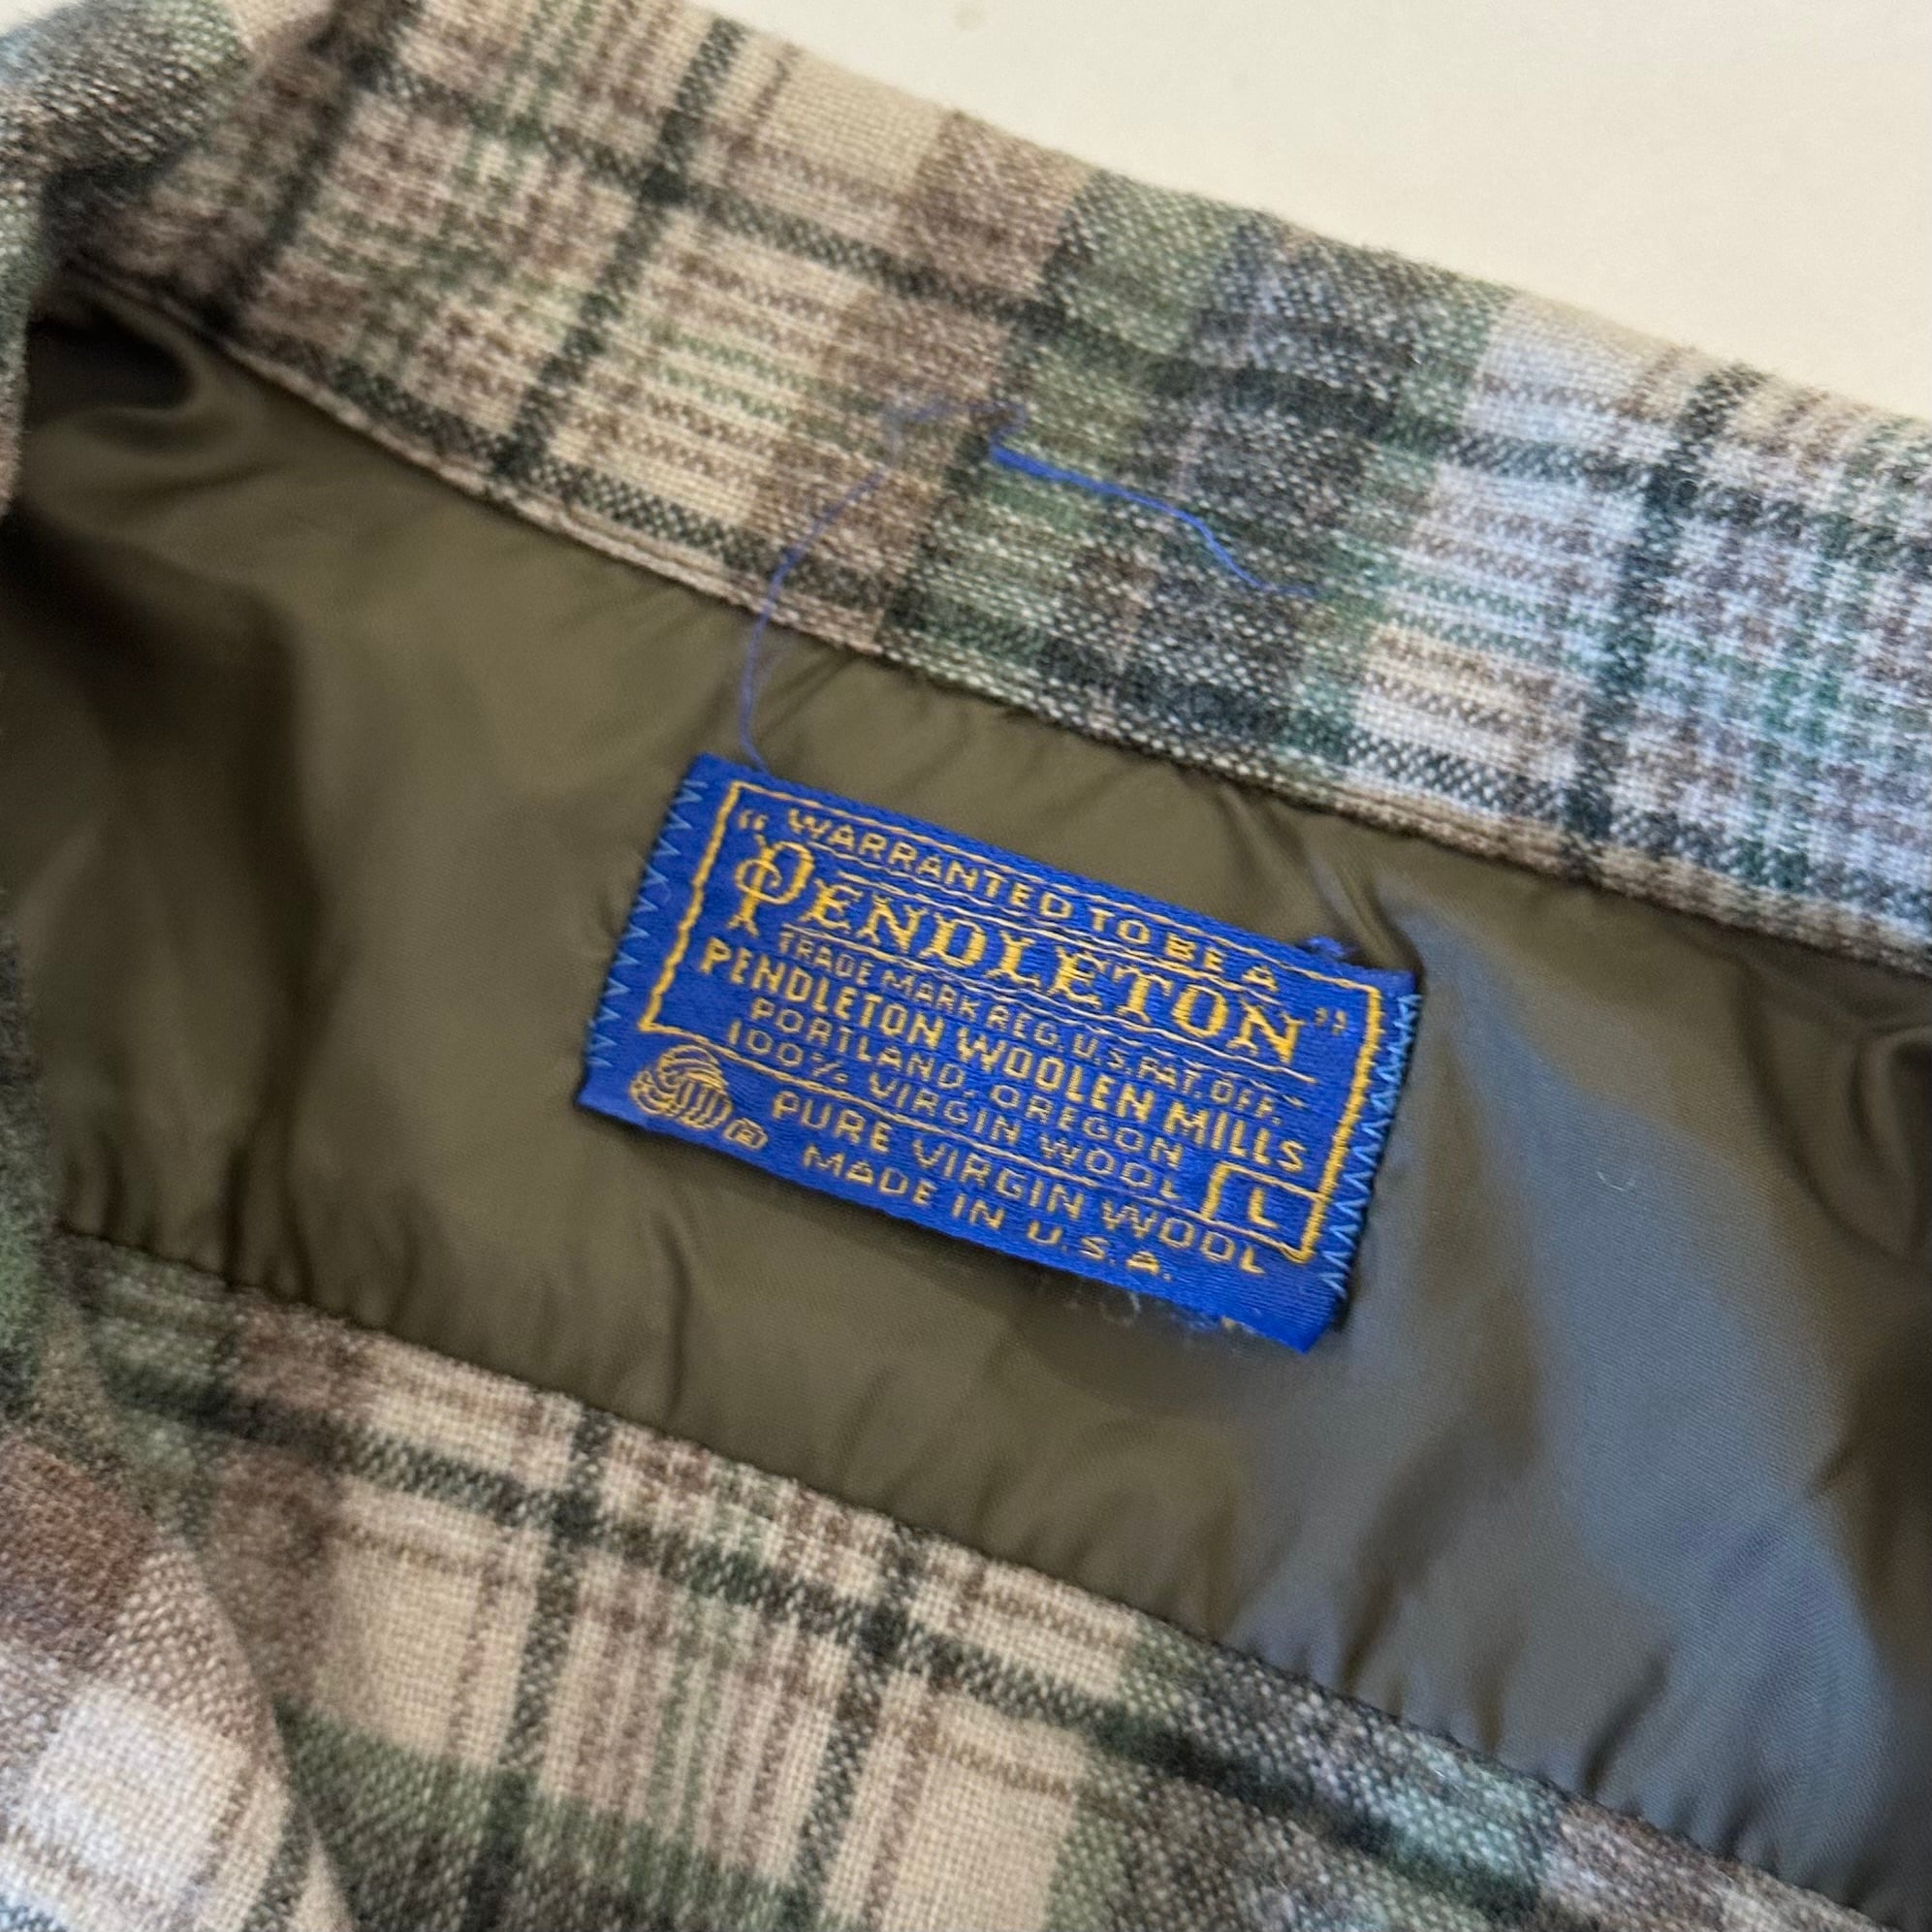 "WARRANTED TO BE A
PENDLETON"
TRADE MARK REG. U.S. PAT. OFF.
PENDLETON WOOLEN MILLS
PORTLAND, OREGON
100% VIRGIN WOOL
L
PURE VIRGIN WOOL
MADE IN U.S.A.